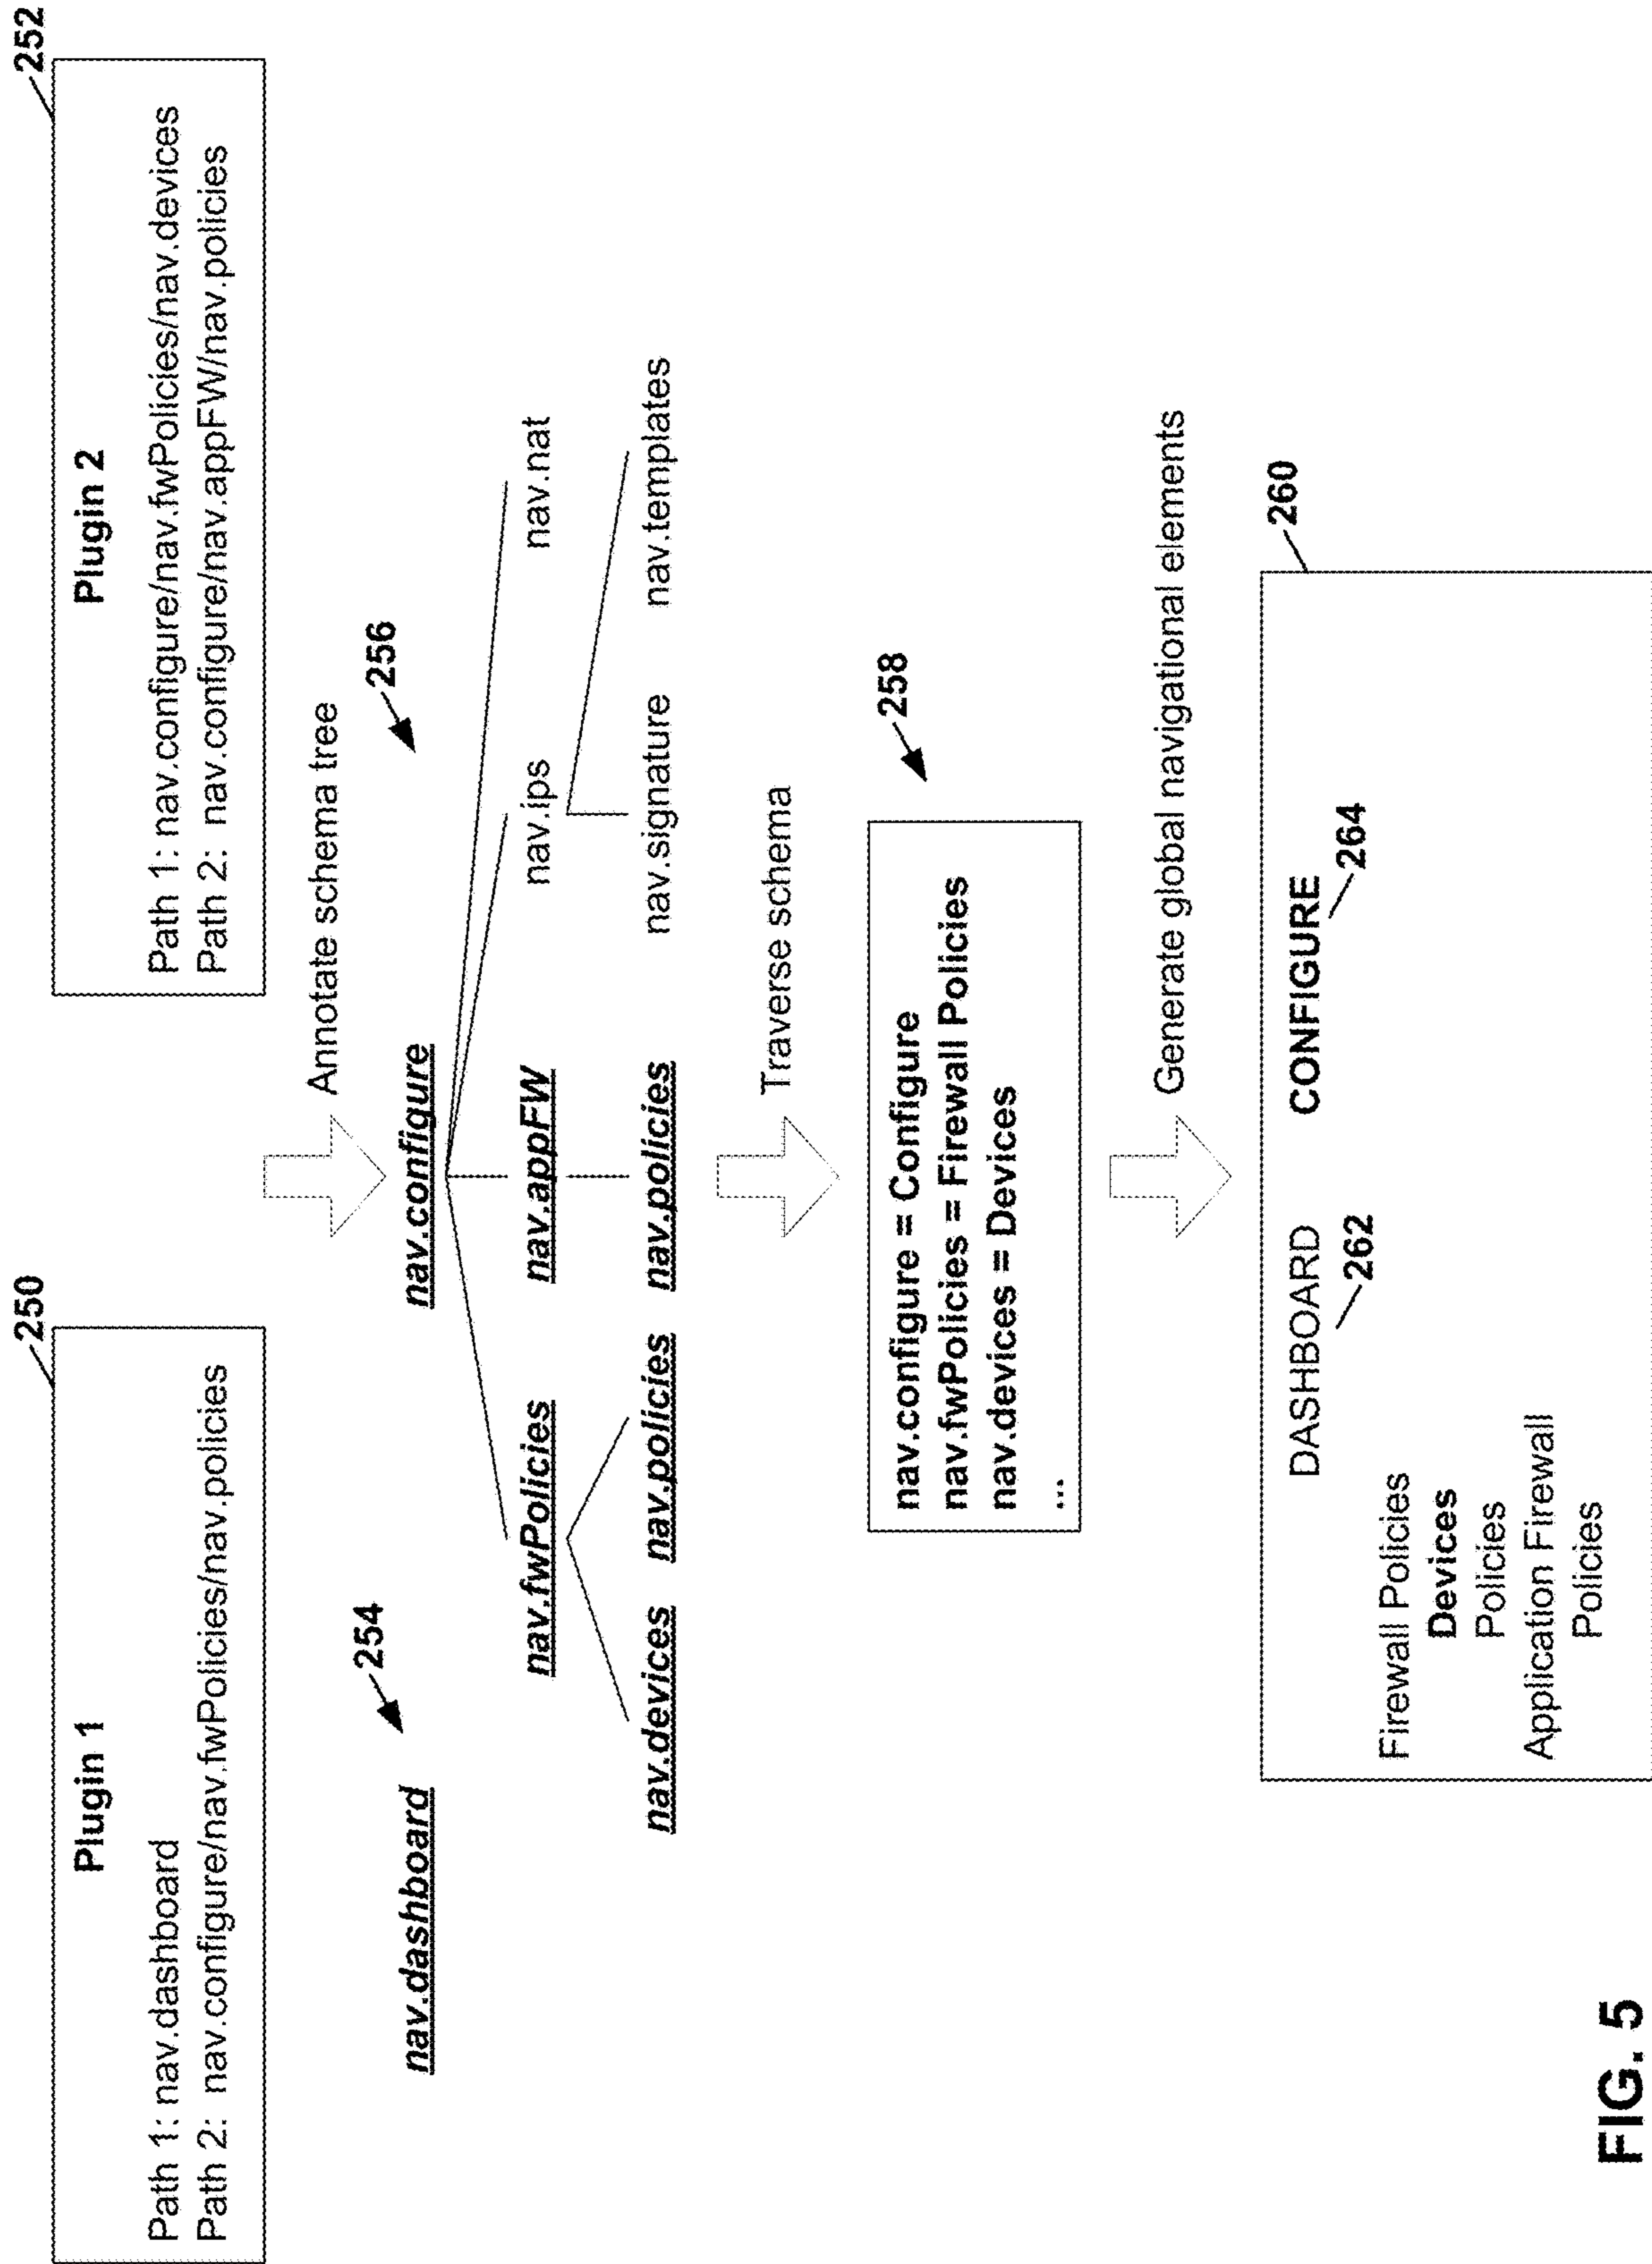 250
252
Plugin 1
Path 1: nav.dashboard
Path 2:  nav.configure/nav.fwPolicies/nav.policies
Plugin 2
Path 1: nav.configure/nav.fwPolicies/nav.devices
Path 2:  nav.configure/nav.appFW/nav.policies
Annotate schema tree
254
256
nav.dashboard
nav.configure
nav.fwPolicies
nav.appFW
nav.ips
nav.nat
nav.devices
nav.policies
nav.policies
nav.signature
nav.templates
Traverse schema
258
nav.configure = Configure
nav.fwPolicies = Firewall Policies
nav.devices = Devices
...
Generate global navigational elements
260
DASHBOARD
CONFIGURE
262
264
Firewall Policies
Devices
Policies
Application Firewall
Policies
FIG. 5